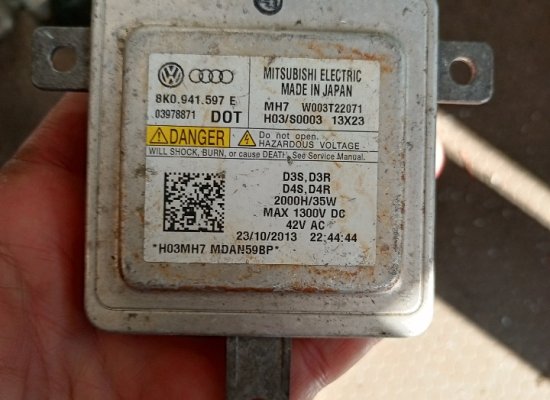 8K0.941.597 E
03978871 DOT
MITSUBISHI ELECTRIC
MADE IN JAPAN
MH7 W003T22071
H03/S0003 13X23
DANGER
Do not open.
HAZARDOUS VOLTAGE
WILL SHOCK, BURN, or cause DEATH, See Service Manual.
D3S,D3R
D4S,D4R
2000H/35W
MAX 1300V DC
42V AC
23/10/2013 22:44:44
*H03MH7 MDAN59BP*